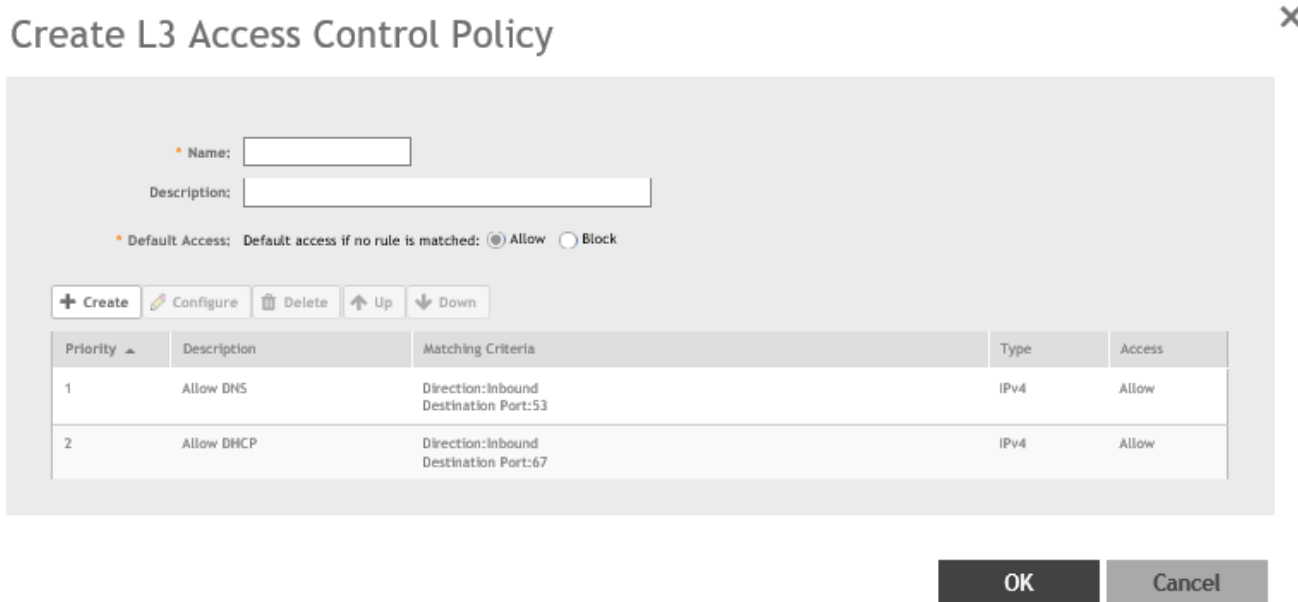 Create L3 Access Control Policy
* Name:
Description:
* Default Access: Default access if no rule is matched: Allow Block
Create Configure Delete Up Down
Priority Description Matching Criteria Type Access
1 Allow DNS Direction:Inbound IPv4 Allow
Destination Port:53
2 Allow DHCP Direction:Inbound IPv4 Allow
Destination Port:67
OK Cancel